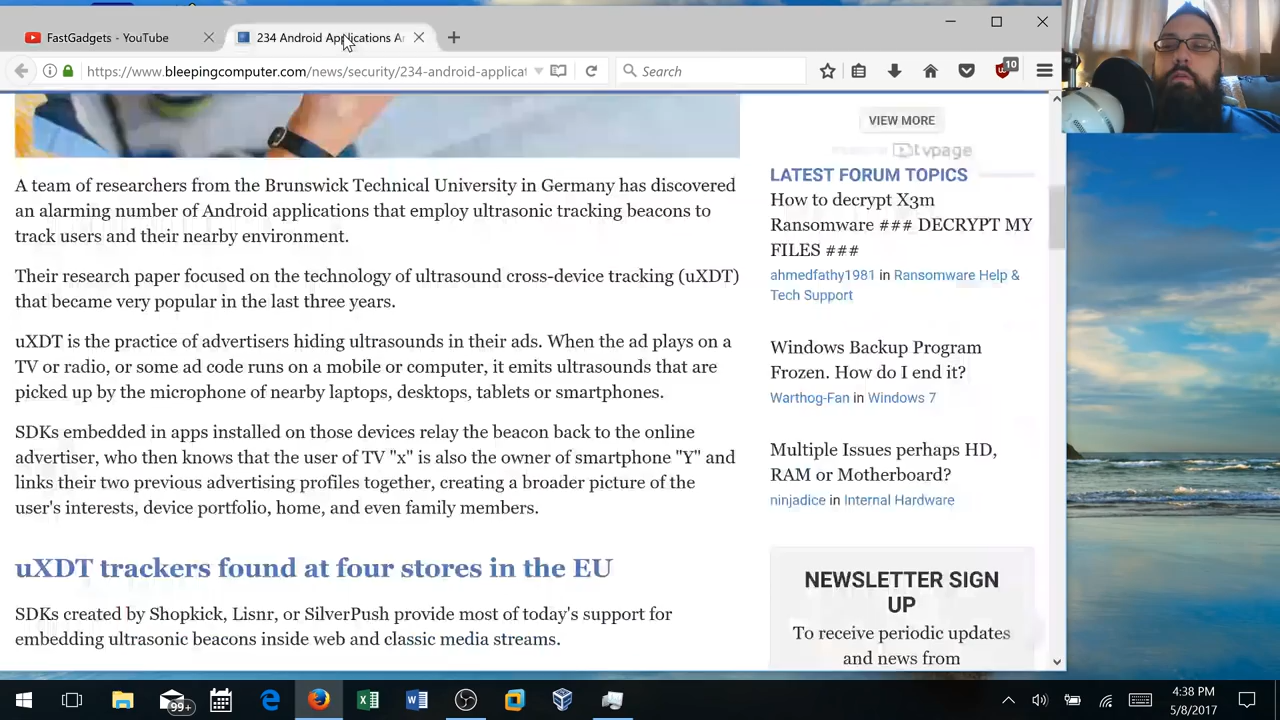 FastGadgets - YouTube
234 Android Applications Ar
https://www.bleepingcomputer.com/news/security/234-android-applicat
Search
10
A team of researchers from the Brunswick Technical University in Germany has discovered
an alarming number of Android applications that employ ultrasonic tracking beacons to
track users and their nearby environment.
Their research paper focused on the technology of ultrasound cross-device tracking (uXDT)
that became very popular in the last three years.
uXDT is the practice of advertisers hiding ultrasounds in their ads. When the ad plays on a
TV or radio, or some ad code runs on a mobile or computer, it emits ultrasounds that are
picked up by the microphone of nearby laptops, desktops, tablets or smartphones.
SDKs embedded in apps installed on those devices relay the beacon back to the online
advertiser, who then knows that the user of TV "x" is also the owner of smartphone "Y" and
links their two previous advertising profiles together, creating a broader picture of the
user's interests, device portfolio, home, and even family members.
uXDT trackers found at four stores in the EU
SDKs created by Shopkick, Lisnr, or SilverPush provide most of today's support for
embedding ultrasonic beacons inside web and classic media streams.
VIEW MORE
tvpage
LATEST FORUM TOPICS
How to decrypt X3m
Ransomware ### DECRYPT MY
FILES ###
ahmedfathy1981 in Ransomware Help &
Tech Support
Windows Backup Program
Frozen. How do I end it?
Warthog-Fan in Windows 7
Multiple Issues perhaps HD,
RAM or Motherboard?
ninjadice in Internal Hardware
NEWSLETTER SIGN
UP
To receive periodic updates
and news from
99+
4:38 PM
5/8/2017